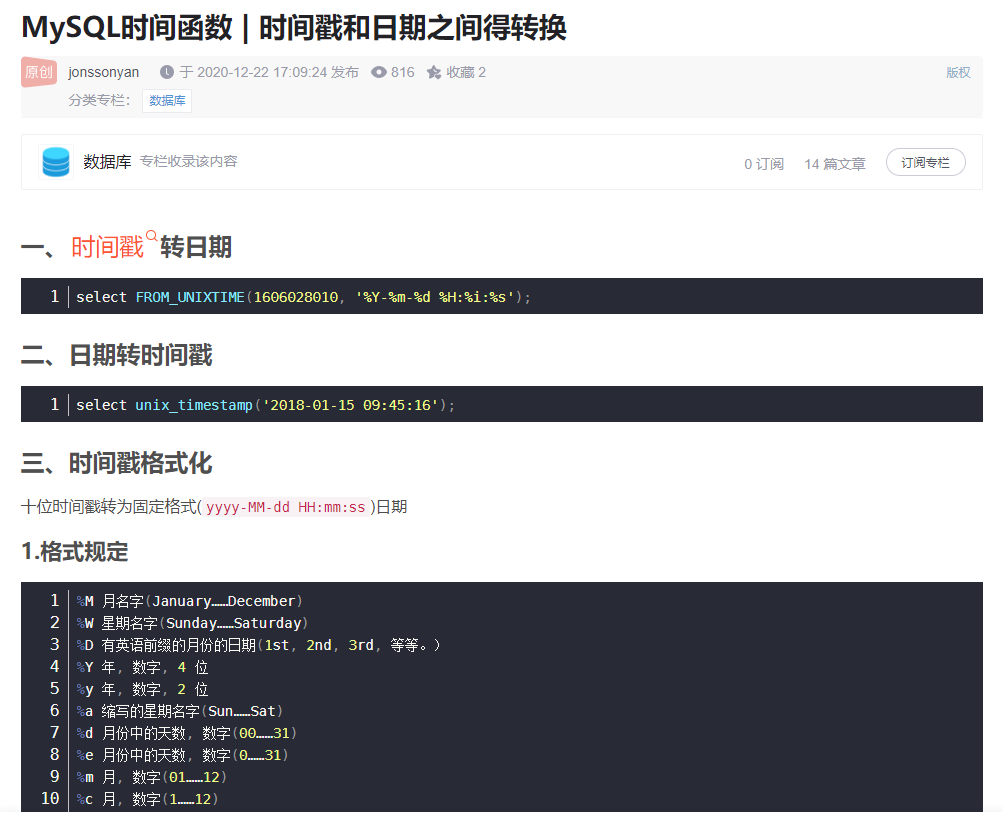 MySQL时间函数 | 时间戳和日期之间得转换
原创 jonssonyan 于 2020-12-22 17:09:24 发布 816 收藏 2 版权
分类专栏： 数据库
数据库 专栏收录该内容 0 订阅 14 篇文章 订阅专栏
一、时间戳转日期
1 select FROM_UNIXTIME(1606028010, '%Y-%m-%d %H:%i:%s');
二、日期转时间戳
1 select unix_timestamp('2018-01-15 09:45:16');
三、时间戳格式化
十位时间戳转为固定格式(yyyy-MM-dd HH:mm:ss)日期
1.格式规定
1 %M 月名字(January……December)
2 %W 星期名字(Sunday……Saturday)
3 %D 有英语前缀的月份的日期(1st, 2nd, 3rd, 等等。）
4 %Y 年, 数字, 4 位
5 %y 年, 数字, 2 位
6 %a 缩写的星期名字(Sun……Sat)
7 %d 月份中的天数, 数字(00……31)
8 %e 月份中的天数, 数字(0……31)
9 %m 月, 数字(01……12)
10 %c 月, 数字(1……12)